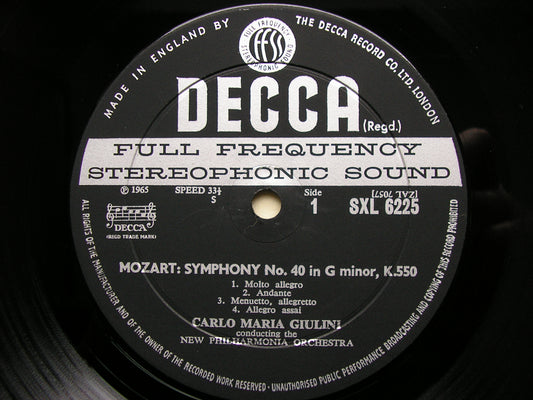 MADE IN ENGLAND BY THE DECCA RECORD CO., LTD., LONDON
FULL FREQUENCY
ffss
STEREOPHONIC SOUND
DECCA (Regd.)
FULL FREQUENCY
STEREOPHONIC SOUND
℗ 1965 SPEED 33⅓ Side [ZAL 7057]
S 1 SXL 6225
DECCA
(REGD TRADE MARK)
MOZART: SYMPHONY No. 40 in G minor, K.550
1. Molto allegro
2. Andante
3. Menuetto, allegretto
4. Allegro assai
CARLO MARIA GIULINI
conducting the
NEW PHILHARMONIA ORCHESTRA
ALL RIGHTS OF THE MANUFACTURER AND OF THE OWNER OF THE RECORDED WORK RESERVED · UNAUTHORISED PUBLIC PERFORMANCE BROADCASTING AND COPYING OF THIS RECORD PROHIBITED